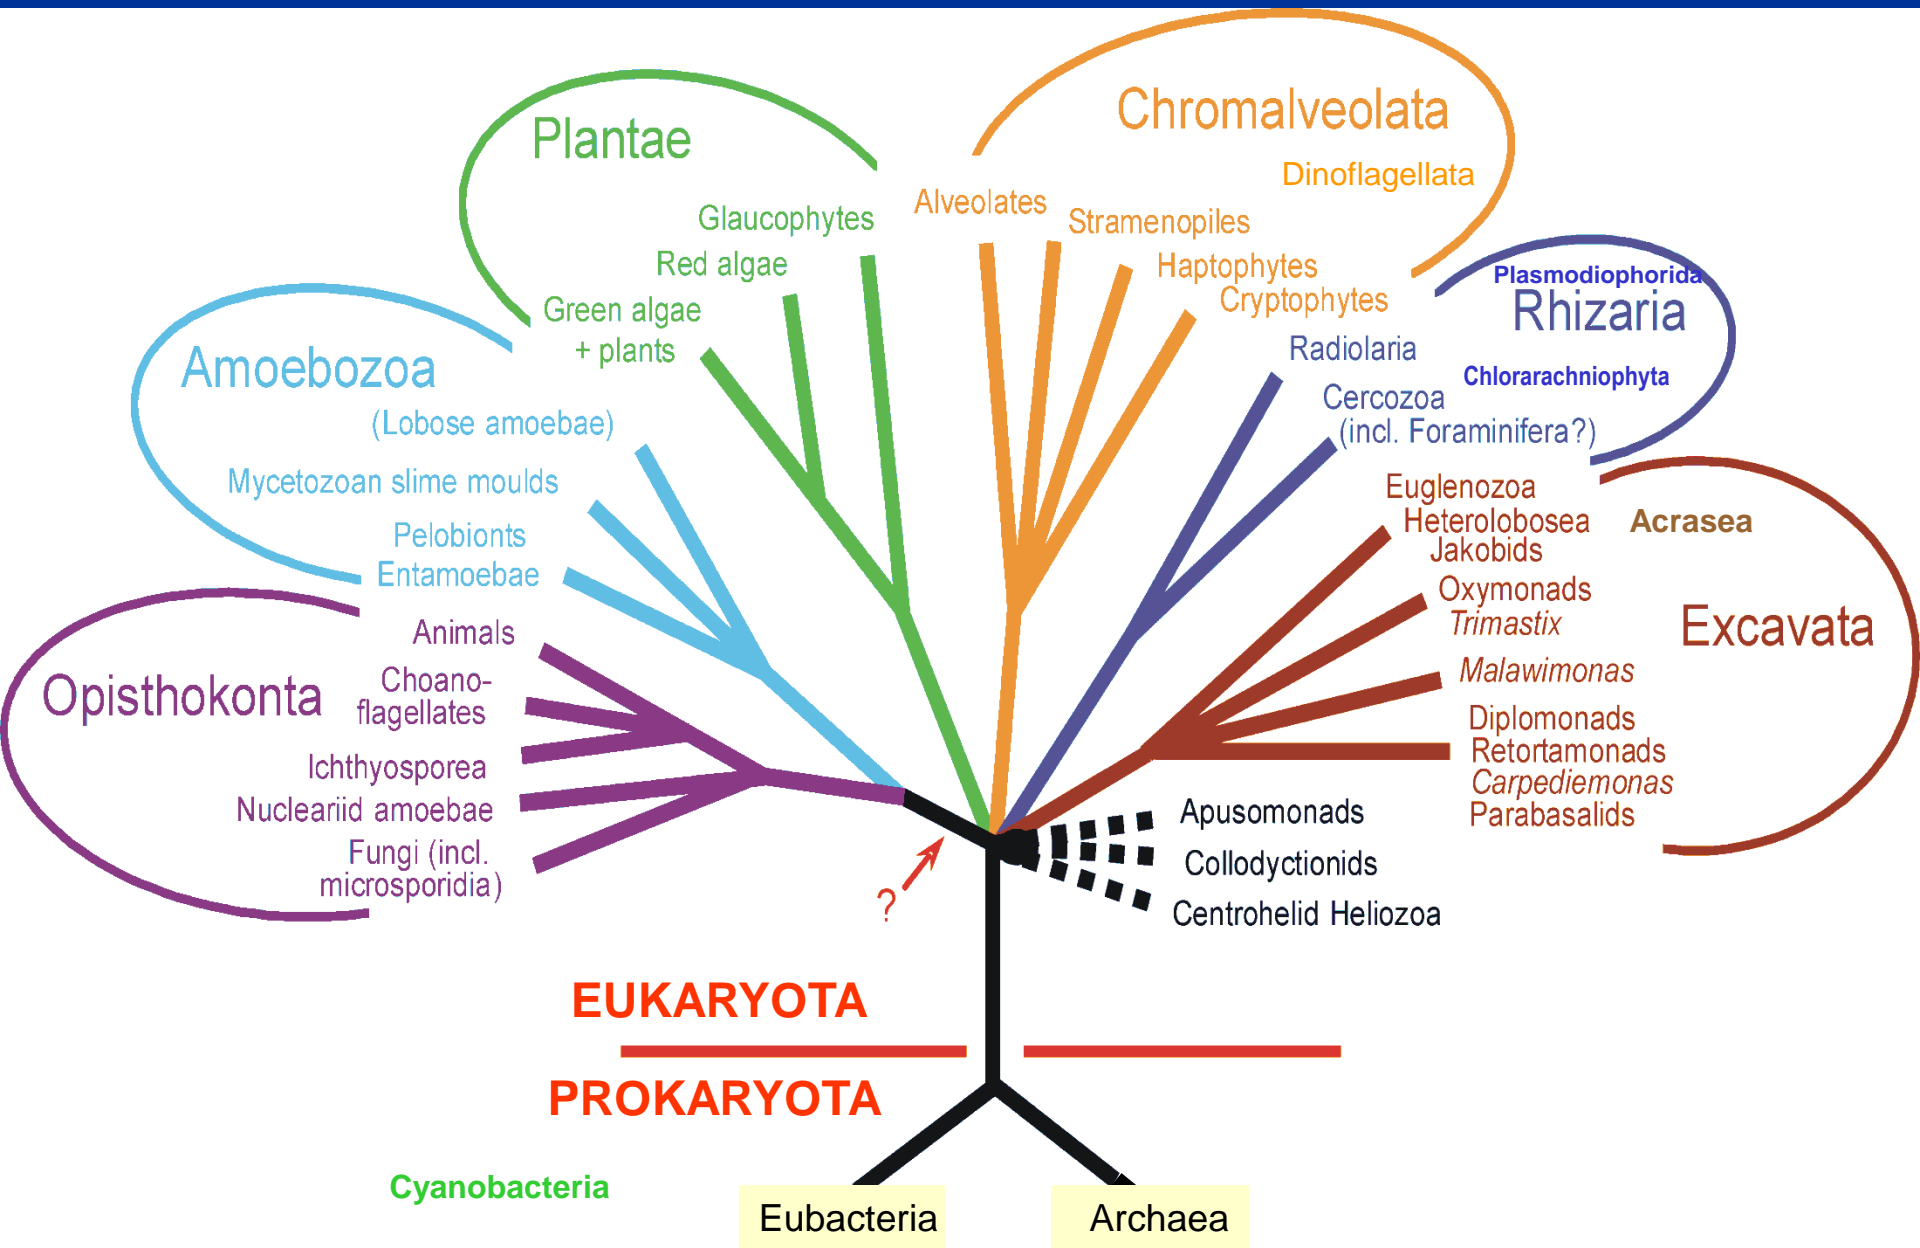 Chromalveolata
Dinoflagellata
Plantae
Alveolates
Stramenopiles
Haptophytes
Cryptophytes
Glaucophytes
Red algae
Green algae
+ plants
Plasmodiophorida
Rhizaria
Radiolaria
Chlorarachniophyta
Cercozoa
(incl. Foraminifera?)
Amoebozoa
(Lobose amoebae)
Mycetozoan slime moulds
Pelobionts
Entamoebae
Euglenozoa
Heterolobosea
Jakobids
Acrasea
Oxymonads
Trimastix
Excavata
Malawimonas
Diplomonads
Retortamonads
Carpediemonas
Parabasalids
Opisthokonta
Animals
Choano-
flagellates
Ichthyosporea
Nucleariid amoebae
Fungi (incl.
microsporidia)
Apusomonads
Collodyctionids
Centrohelid Heliozoa
?
EUKARYOTA
PROKARYOTA
Cyanobacteria
Eubacteria
Archaea